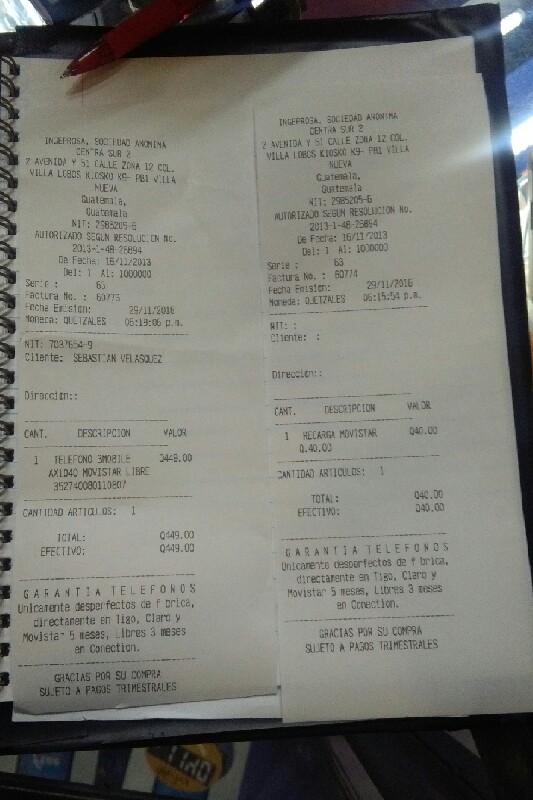 INGEPROSA, SOCIEDAD ANONIMA
CENTRA SUR 2
2 AVENIDA Y 51 CALLE ZONA 12 COL.
VILLA LOBOS KIOSKO K9- PB1 VILLA
NUEVA
Guatemala,
Guatemala
NIT: 2985205-6
AUTORIZADO SEGUN RESOLUCION No.
2013-1-48-26894
De Fecha: 16/11/2013
Del: 1 Al: 1000000
Serie : 63
Factura No. : 60775
Fecha Emision: 29/11/2016
Moneda: QUETZALES 06:19:06 p.m.
NIT: 7087654-9
Cliente: SEBASTIAN VELASQUEZ
Direccion::
CANT. DESCRIPCION VALOR
1 TELEFONO 3MOBILE Q449.00
AX1040 MOVISTAR LIBRE
352740080110807
CANTIDAD ARTICULOS: 1
TOTAL: Q449.00
EFECTIVO: Q449.00
G A R A N T I A T E L E F O N O S
Unicamente desperfectos de f brica,
directamente en Tigo, Claro y
Movistar 5 meses, Libres 3 meses
en Conection.
GRACIAS POR SU COMPRA
SUJETO A PAGOS TRIMESTRALES
INGEPROSA, SOCIEDAD ANONIMA
CENTRA SUR 2
2 AVENIDA Y 51 CALLE ZONA 12 COL.
VILLA LOBOS KIOSKO K9- PB1 VILLA
NUEVA
Guatemala,
Guatemala
NIT: 2985205-6
AUTORIZADO SEGUN RESOLUCION No.
2013-1-48-26894
De Fecha: 16/11/2013
Del: 1 Al: 1000000
Serie : 63
Factura No. : 60774
Fecha Emision: 29/11/2016
Moneda: QUETZALES 06:15:54 p.m.
NIT: :
Cliente: :
Direccion::
CANT. DESCRIPCION VALOR
1 RECARGA MOVISTAR Q40.00
Q.40.00
CANTIDAD ARTICULOS: 1
TOTAL: Q40.00
EFECTIVO: Q40.00
G A R A N T I A T E L E F O N O S
Unicamente desperfectos de f brica,
directamente en Tigo, Claro y
Movistar 5 meses, Libres 3 meses
en Conection.
GRACIAS POR SU COMPRA
SUJETO A PAGOS TRIMESTRALES